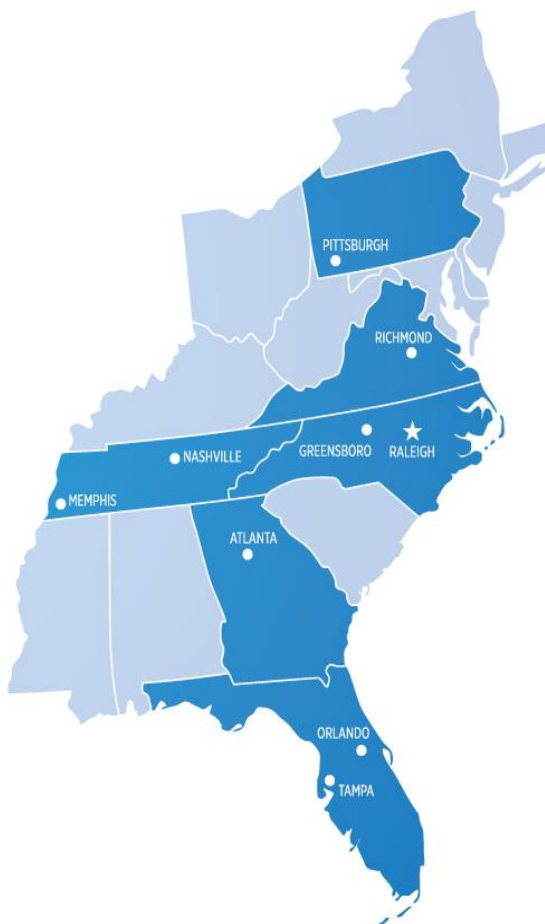 PITTSBURGH
RICHMOND
GREENSBORO
RALEIGH
NASHVILLE
MEMPHIS
ATLANTA
ORLANDO
TAMPA